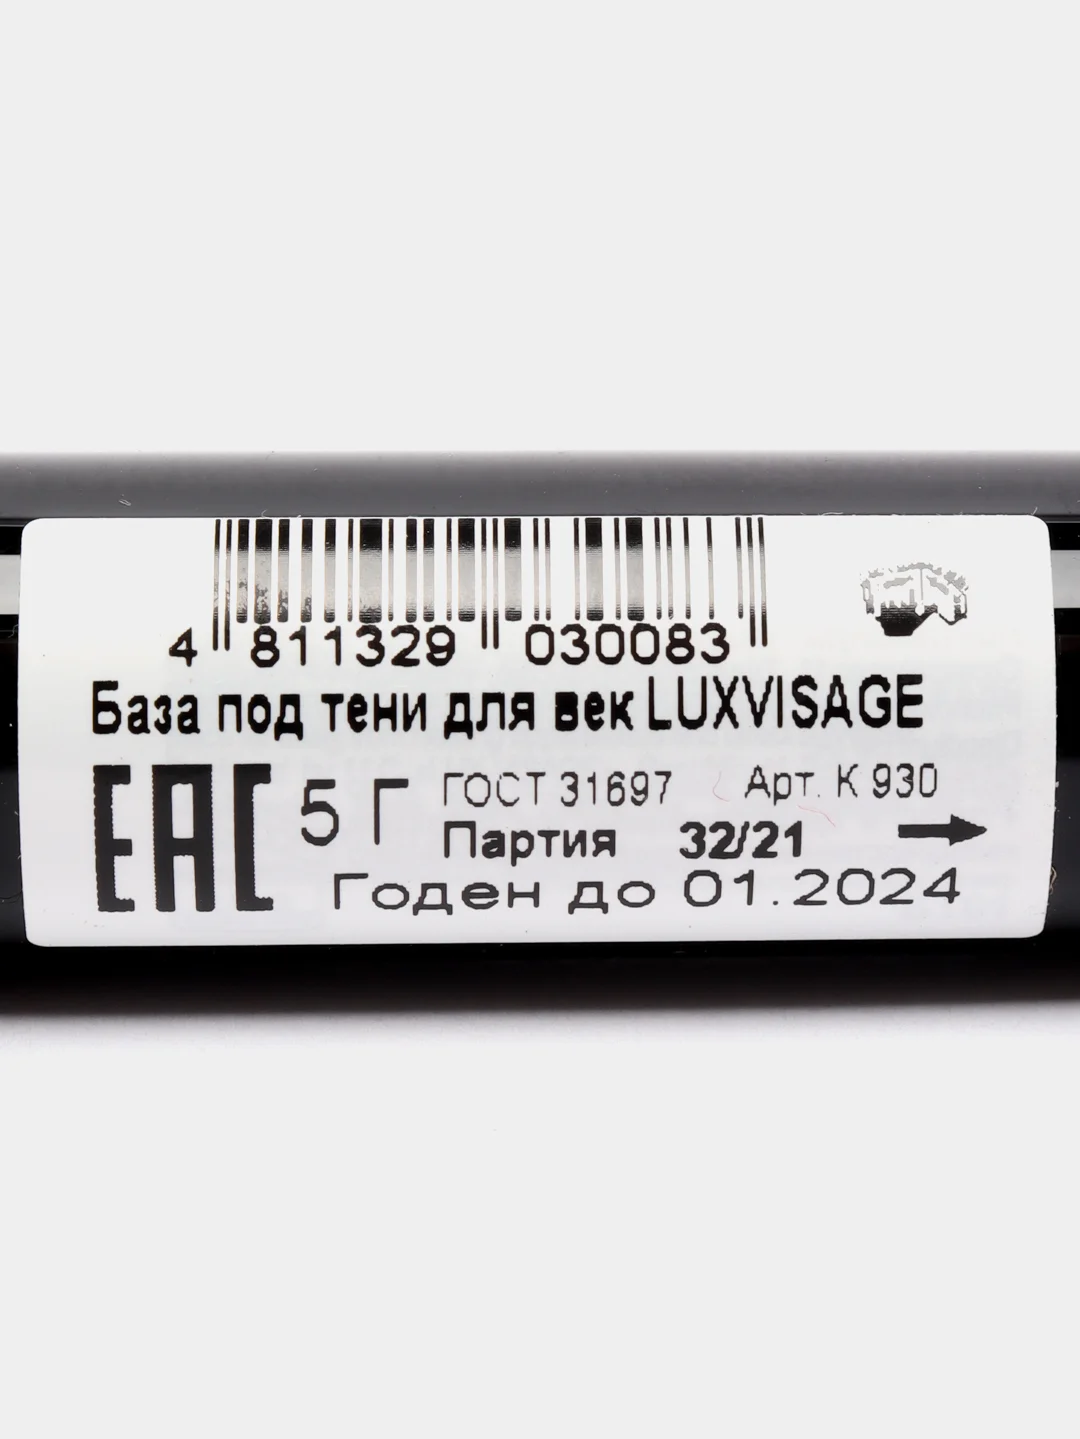 4 811329 030083
База под тени для век LUXVISAGE
ЕАС 5 Г ГОСТ 31697 Арт. К 930
Партия 32/21
Годен до 01.2024